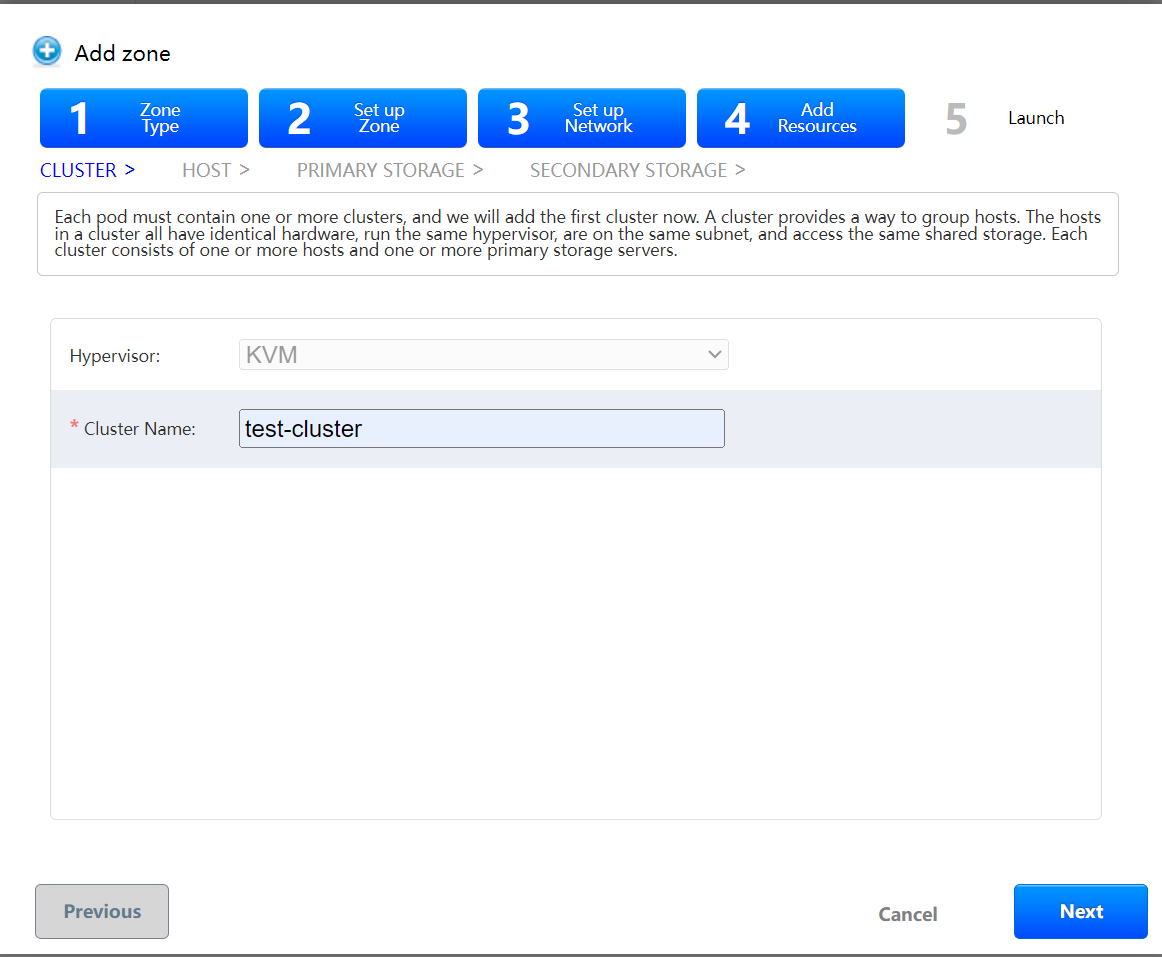 Add zone
1 Zone Type
2 Set up Zone
3 Set up Network
4 Add Resources
5 Launch
CLUSTER > HOST > PRIMARY STORAGE > SECONDARY STORAGE >
Each pod must contain one or more clusters, and we will add the first cluster now. A cluster provides a way to group hosts. The hosts
in a cluster all have identical hardware, run the same hypervisor, are on the same subnet, and access the same shared storage. Each
cluster consists of one or more hosts and one or more primary storage servers.
Hypervisor: KVM
* Cluster Name: test-cluster
Previous Cancel Next